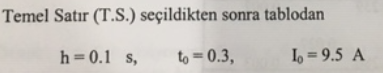 Temel Satır (T.S.) seçildikten sonra tablodan
h = 0.1 s, t₀ = 0.3, I₀ = 9.5 A